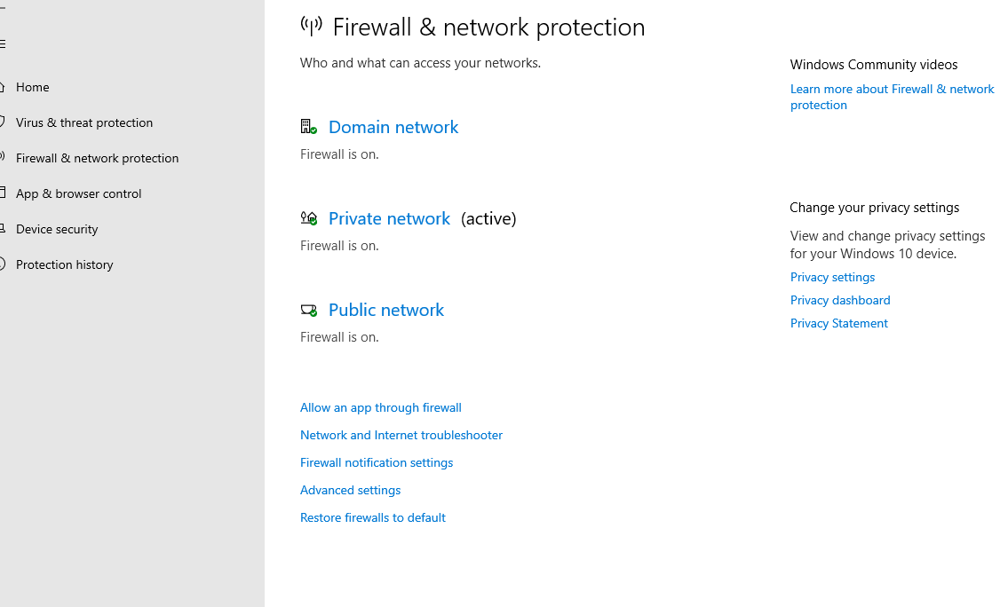 Firewall & network protection
Who and what can access your networks.
Home
Virus & threat protection
Firewall & network protection
App & browser control
Device security
Protection history
Domain network
Firewall is on.
Private network (active)
Firewall is on.
Public network
Firewall is on.
Allow an app through firewall
Network and Internet troubleshooter
Firewall notification settings
Advanced settings
Restore firewalls to default
Windows Community videos
Learn more about Firewall & network
protection
Change your privacy settings
View and change privacy settings
for your Windows 10 device.
Privacy settings
Privacy dashboard
Privacy Statement